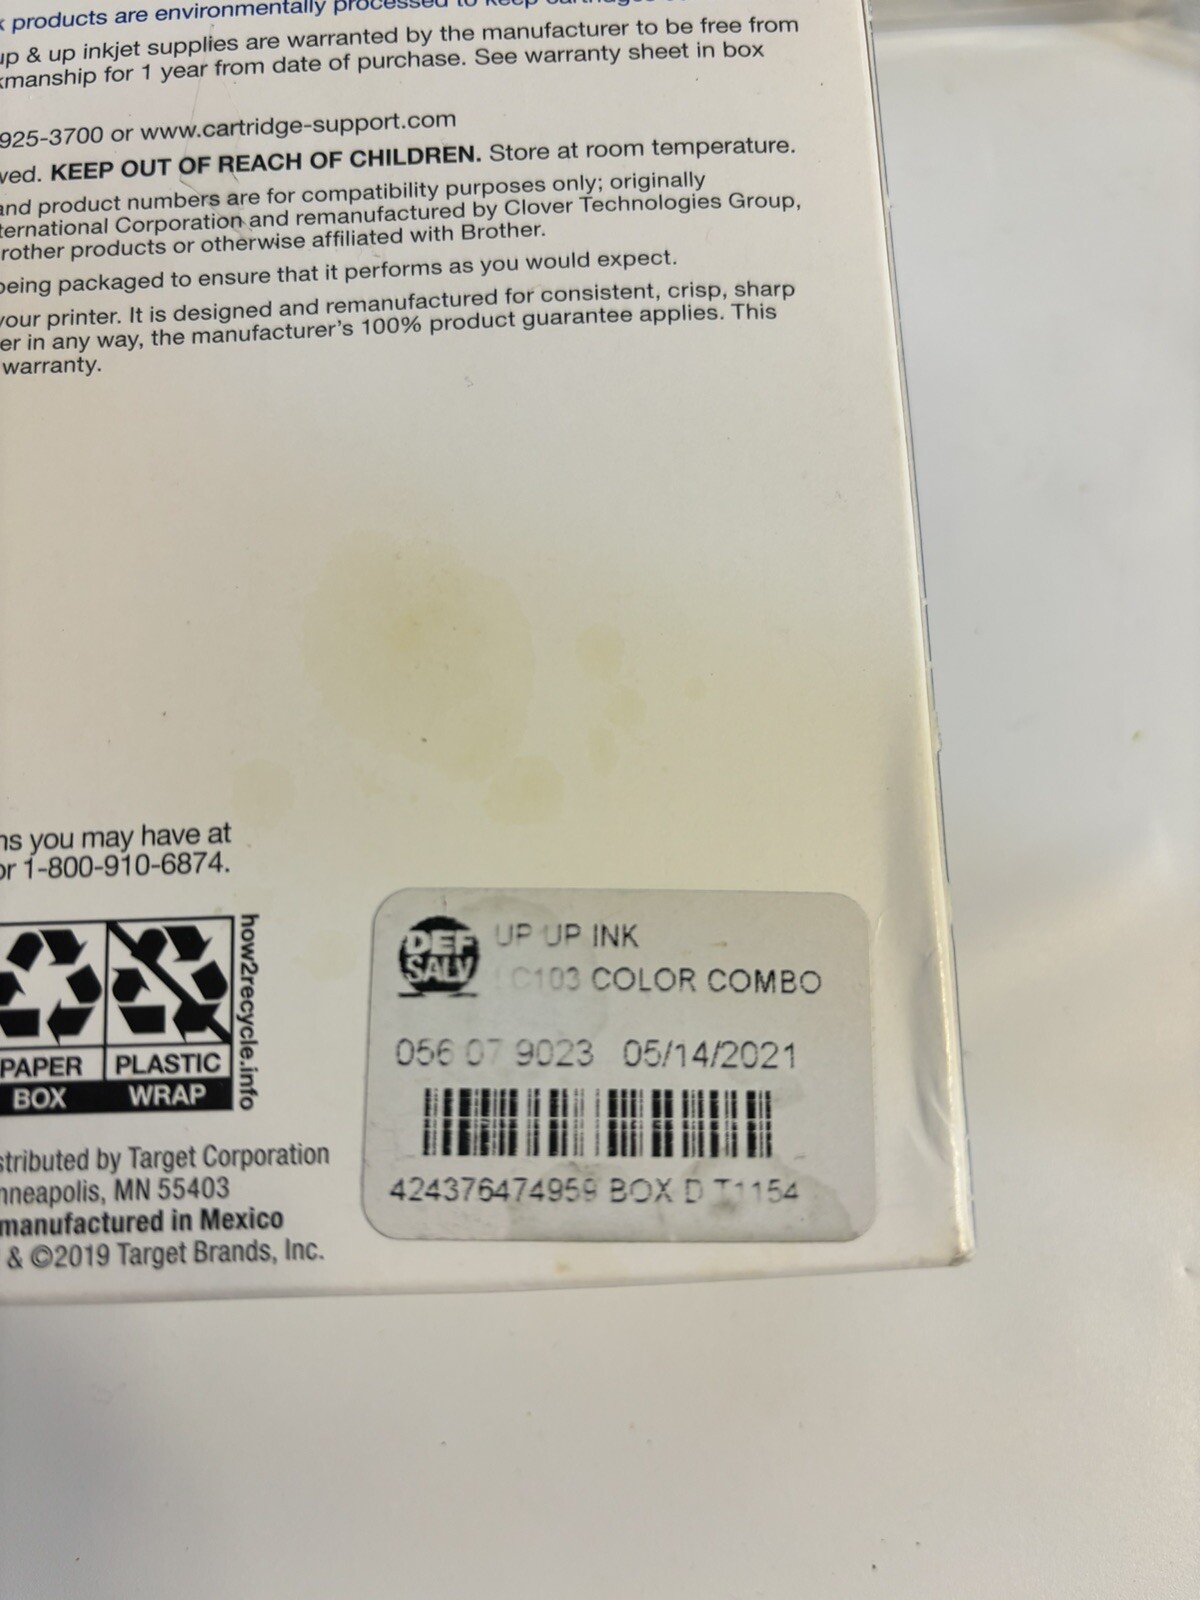 products are environmentally processed to keep
up & up inkjet supplies are warranted by the manufacturer to be free from
kmanship for 1 year from date of purchase. See warranty sheet in box
925-3700 or www.cartridge-support.com
ved. KEEP OUT OF REACH OF CHILDREN. Store at room temperature.
and product numbers are for compatibility purposes only; originally
ternational Corporation and remanufactured by Clover Technologies Group,
rother products or otherwise affiliated with Brother.
being packaged to ensure that it performs as you would expect.
your printer. It is designed and remanufactured for consistent, crisp, sharp
er in any way, the manufacturer's 100% product guarantee applies. This
warranty.
ns you may have at
or 1-800-910-6874.
how2recycle.info
PAPER PLASTIC
BOX WRAP
stributed by Target Corporation
nneapolis, MN 55403
manufactured in Mexico
& ©2019 Target Brands, Inc.
DEF SALV
UP UP INK
C103 COLOR COMBO
056 07 9023 05/14/2021
424376474959 BOX D T1154